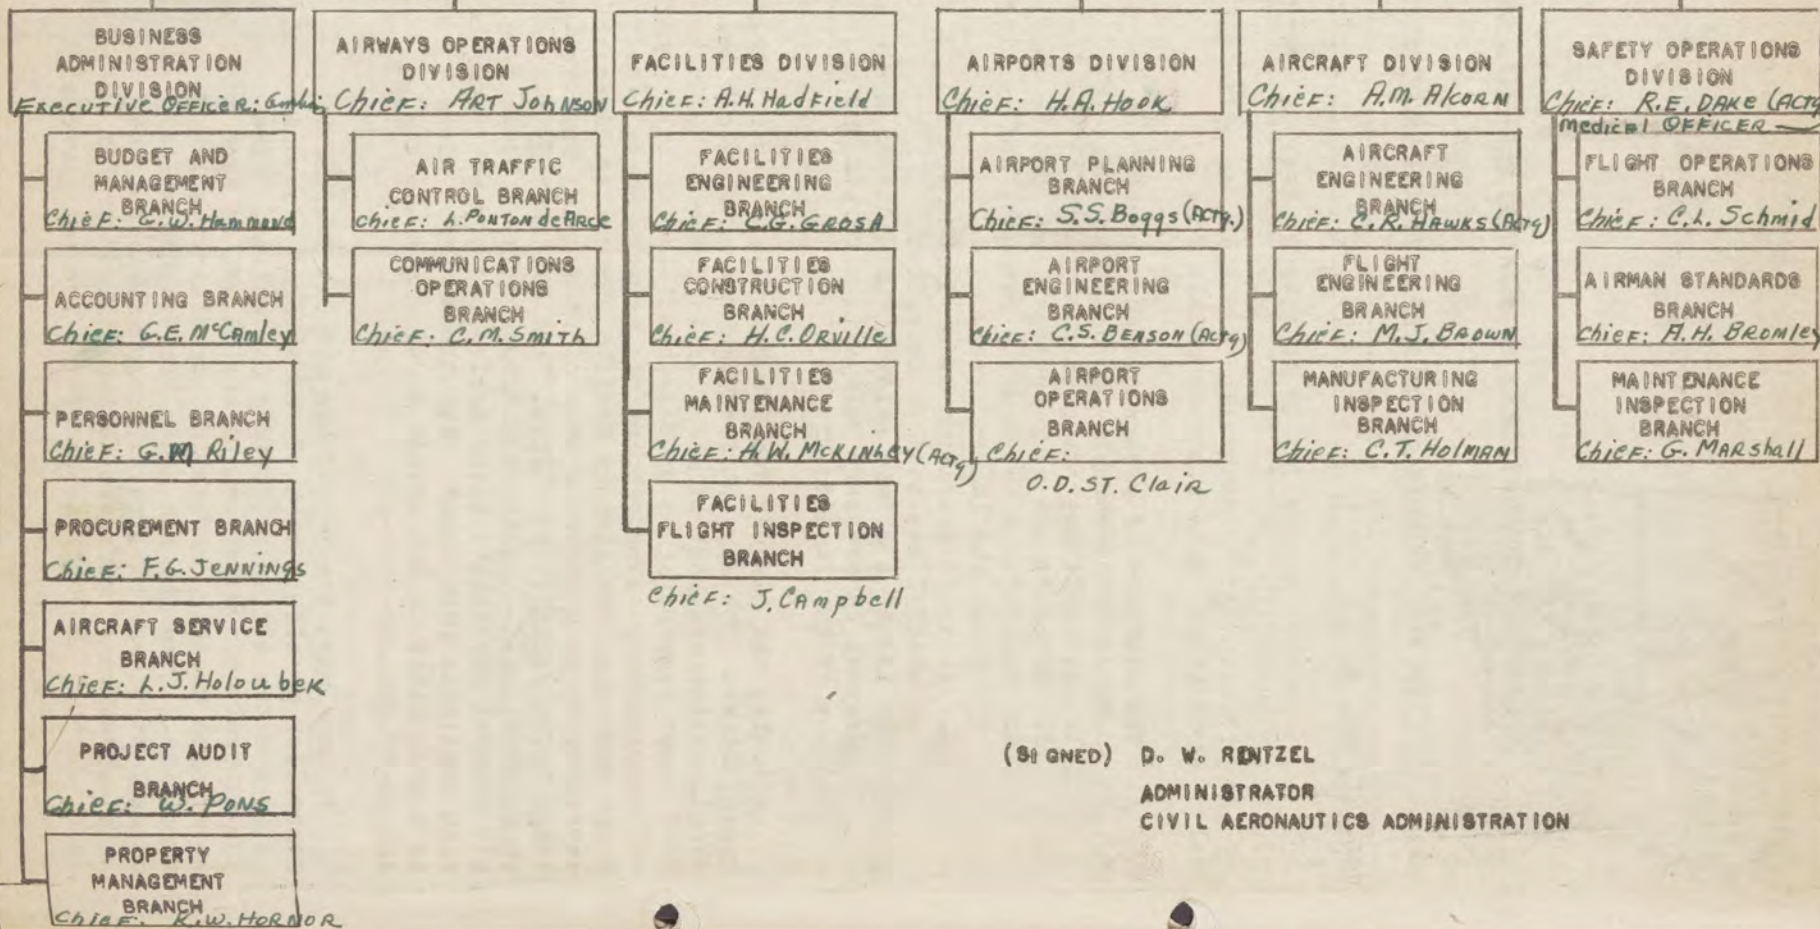 BUSINESS
ADMINISTRATION
DIVISION
Executive OFFICER:
BUDGET AND
MANAGEMENT
BRANCH
Chief: C.W. Hammond
ACCOUNTING BRANCH
Chief: G.E. McCamley
PERSONNEL BRANCH
Chief: G.M Riley
PROCUREMENT BRANCH
Chief: F.G. JENNINGS
AIRCRAFT SERVICE
BRANCH
Chief: L.J. Holoubek
PROJECT AUDIT
BRANCH
Chief: W. PONS
PROPERTY
MANAGEMENT
BRANCH
Chief: K.W. HORNOR
AIRWAYS OPERATIONS
DIVISION
Chief: ART JohNSON
AIR TRAFFIC
CONTROL BRANCH
Chief: L. PONTON de ARCE
COMMUNICATIONS
OPERATIONS
BRANCH
Chief: C.M. SmiTh
FACILITIES DIVISION
Chief: A.H. HadField
FACILITIES
ENGINEERING
BRANCH
Chief: C.G. GROSA
FACILITIES
CONSTRUCTION
BRANCH
Chief: H.C. ORville
FACILITIES
MAINTENANCE
BRANCH
Chief: H.W. McKINLEY (ACTg)
FACILITIES
FLIGHT INSPECTION
BRANCH
Chief: J. CAmpbell
AIRPORTS DIVISION
Chief: H.A. HOOK
AIRPORT PLANNING
BRANCH
Chief: S.S. Boggs (ACTg.)
AIRPORT
ENGINEERING
BRANCH
Chief: C.S. BENSON (ACTg)
AIRPORT
OPERATIONS
BRANCH
Chief:
O.D. ST. Clair
AIRCRAFT DIVISION
Chief: A.M. AlcoRN
AIRCRAFT
ENGINEERING
BRANCH
Chief: C.R. HAWKS (ACTg)
FLIGHT
ENGINEERING
BRANCH
Chief: M.J. BROWN
MANUFACTURING
INSPECTION
BRANCH
Chief: C.T. HolMAN
SAFETY OPERATIONS
DIVISION
Chief: R.E. DAKE (ACTg
Medical OFFICER
FLIGHT OPERATIONS
BRANCH
Chief: C.L. Schmid
AIRMAN STANDARDS
BRANCH
Chief: A.H. BROMley
MAINTENANCE
INSPECTION
BRANCH
Chief: G. MARshall
(SIGNED) D. W. RENTZEL
ADMINISTRATOR
CIVIL AERONAUTICS ADMINISTRATION